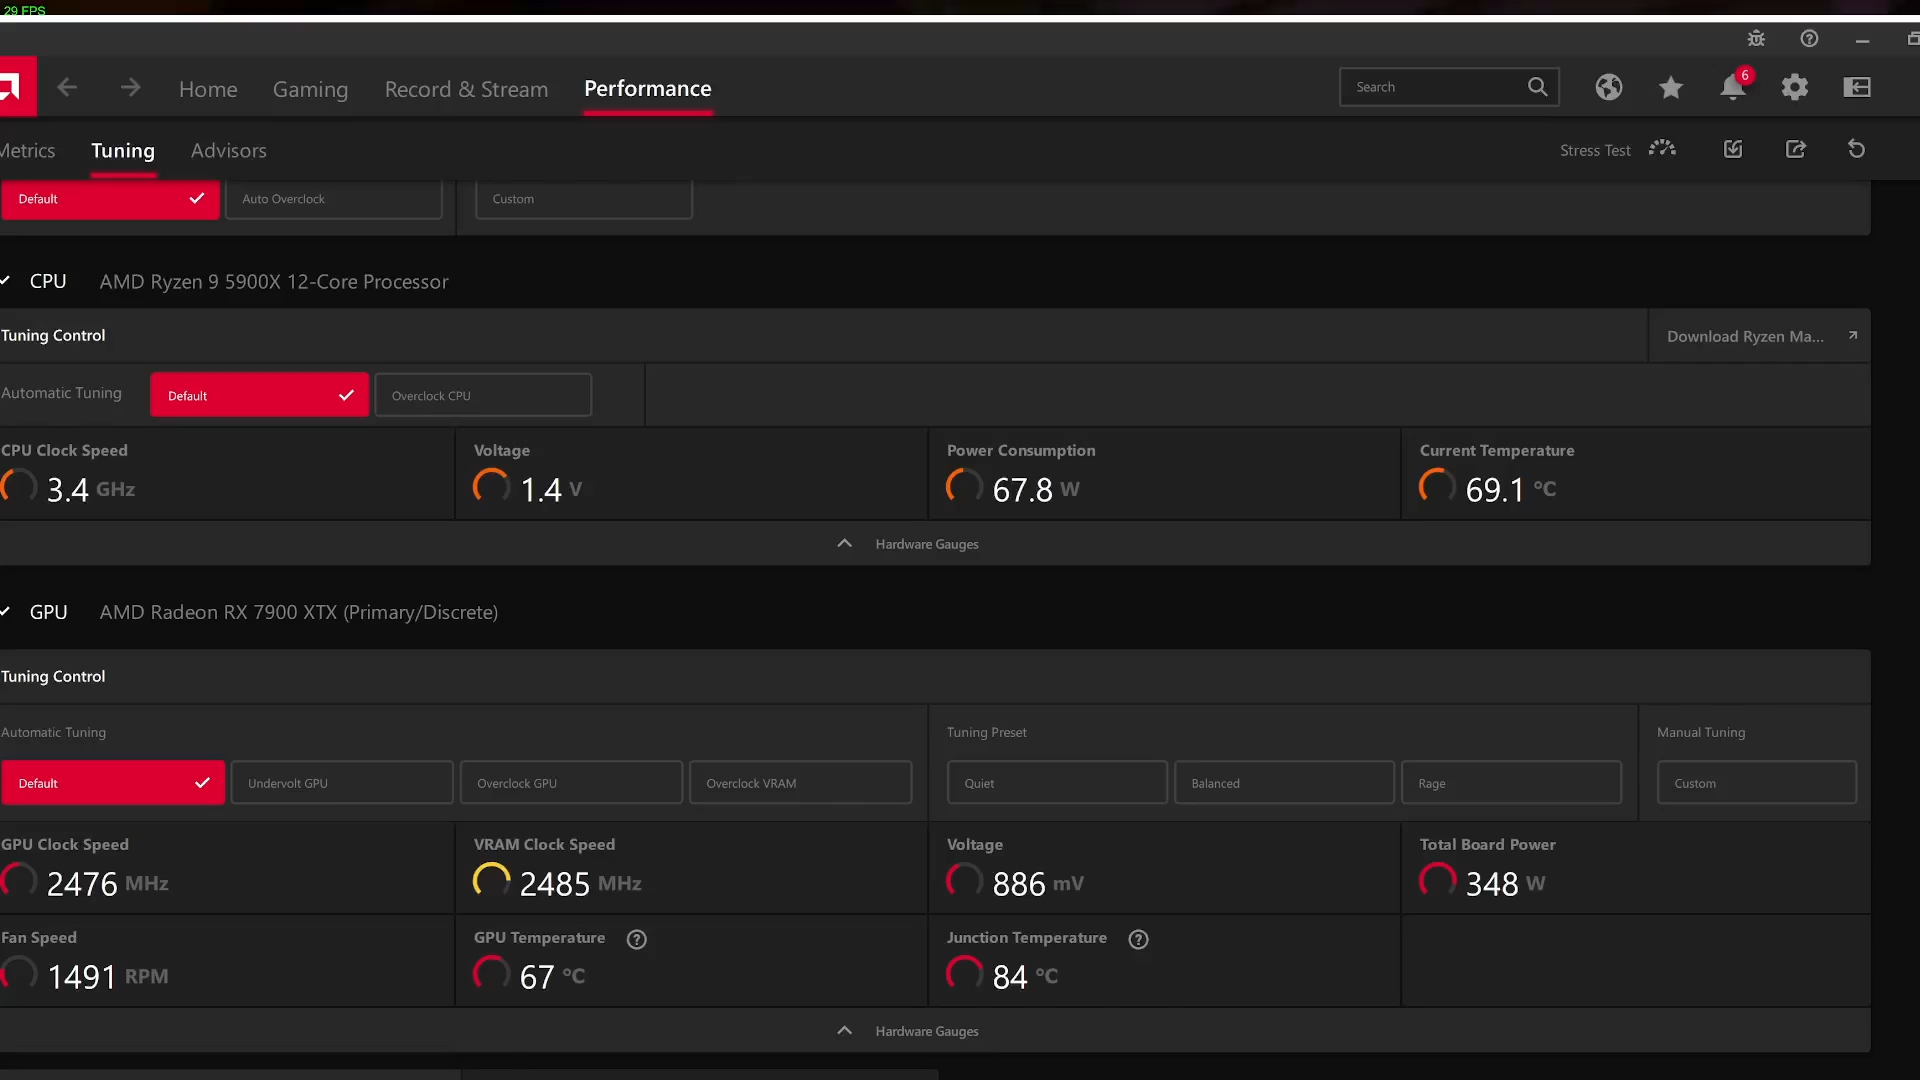 29 FPS
Home Gaming Record & Stream Performance Search 6
Metrics Tuning Advisors Stress Test
Default Auto Overclock Custom
CPU AMD Ryzen 9 5900X 12-Core Processor
Tuning Control Download Ryzen Ma...
Automatic Tuning Default Overclock CPU
CPU Clock Speed Voltage Power Consumption Current Temperature
3.4 GHz 1.4 V 67.8 W 69.1 °C
Hardware Gauges
GPU AMD Radeon RX 7900 XTX (Primary/Discrete)
Tuning Control
Automatic Tuning Tuning Preset Manual Tuning
Default Undervolt GPU Overclock GPU Overclock VRAM Quiet Balanced Rage Custom
GPU Clock Speed VRAM Clock Speed Voltage Total Board Power
2476 MHz 2485 MHz 886 mV 348 W
Fan Speed GPU Temperature Junction Temperature
1491 RPM 67 °C 84 °C
Hardware Gauges